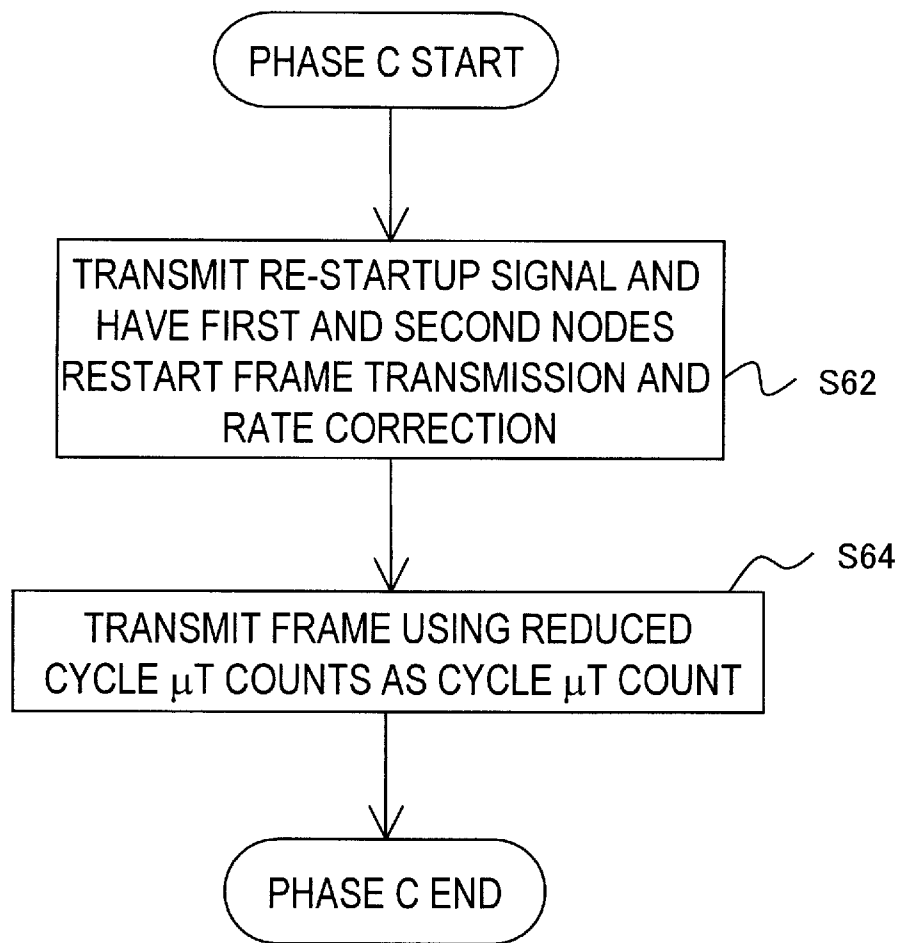 PHASE C START
TRANSMIT RE-STARTUP SIGNAL AND
HAVE FIRST AND SECOND NODES
RESTART FRAME TRANSMISSION AND
RATE CORRECTION
S62
S64
TRANSMIT FRAME USING REDUCED
CYCLE μT COUNTS AS CYCLE μT COUNT
PHASE C END